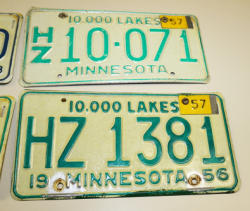 10,000 LAKES 57
HZ 10·071
MINNESOTA
10,000 LAKES 57
HZ 1381
19 MINNESOTA 56